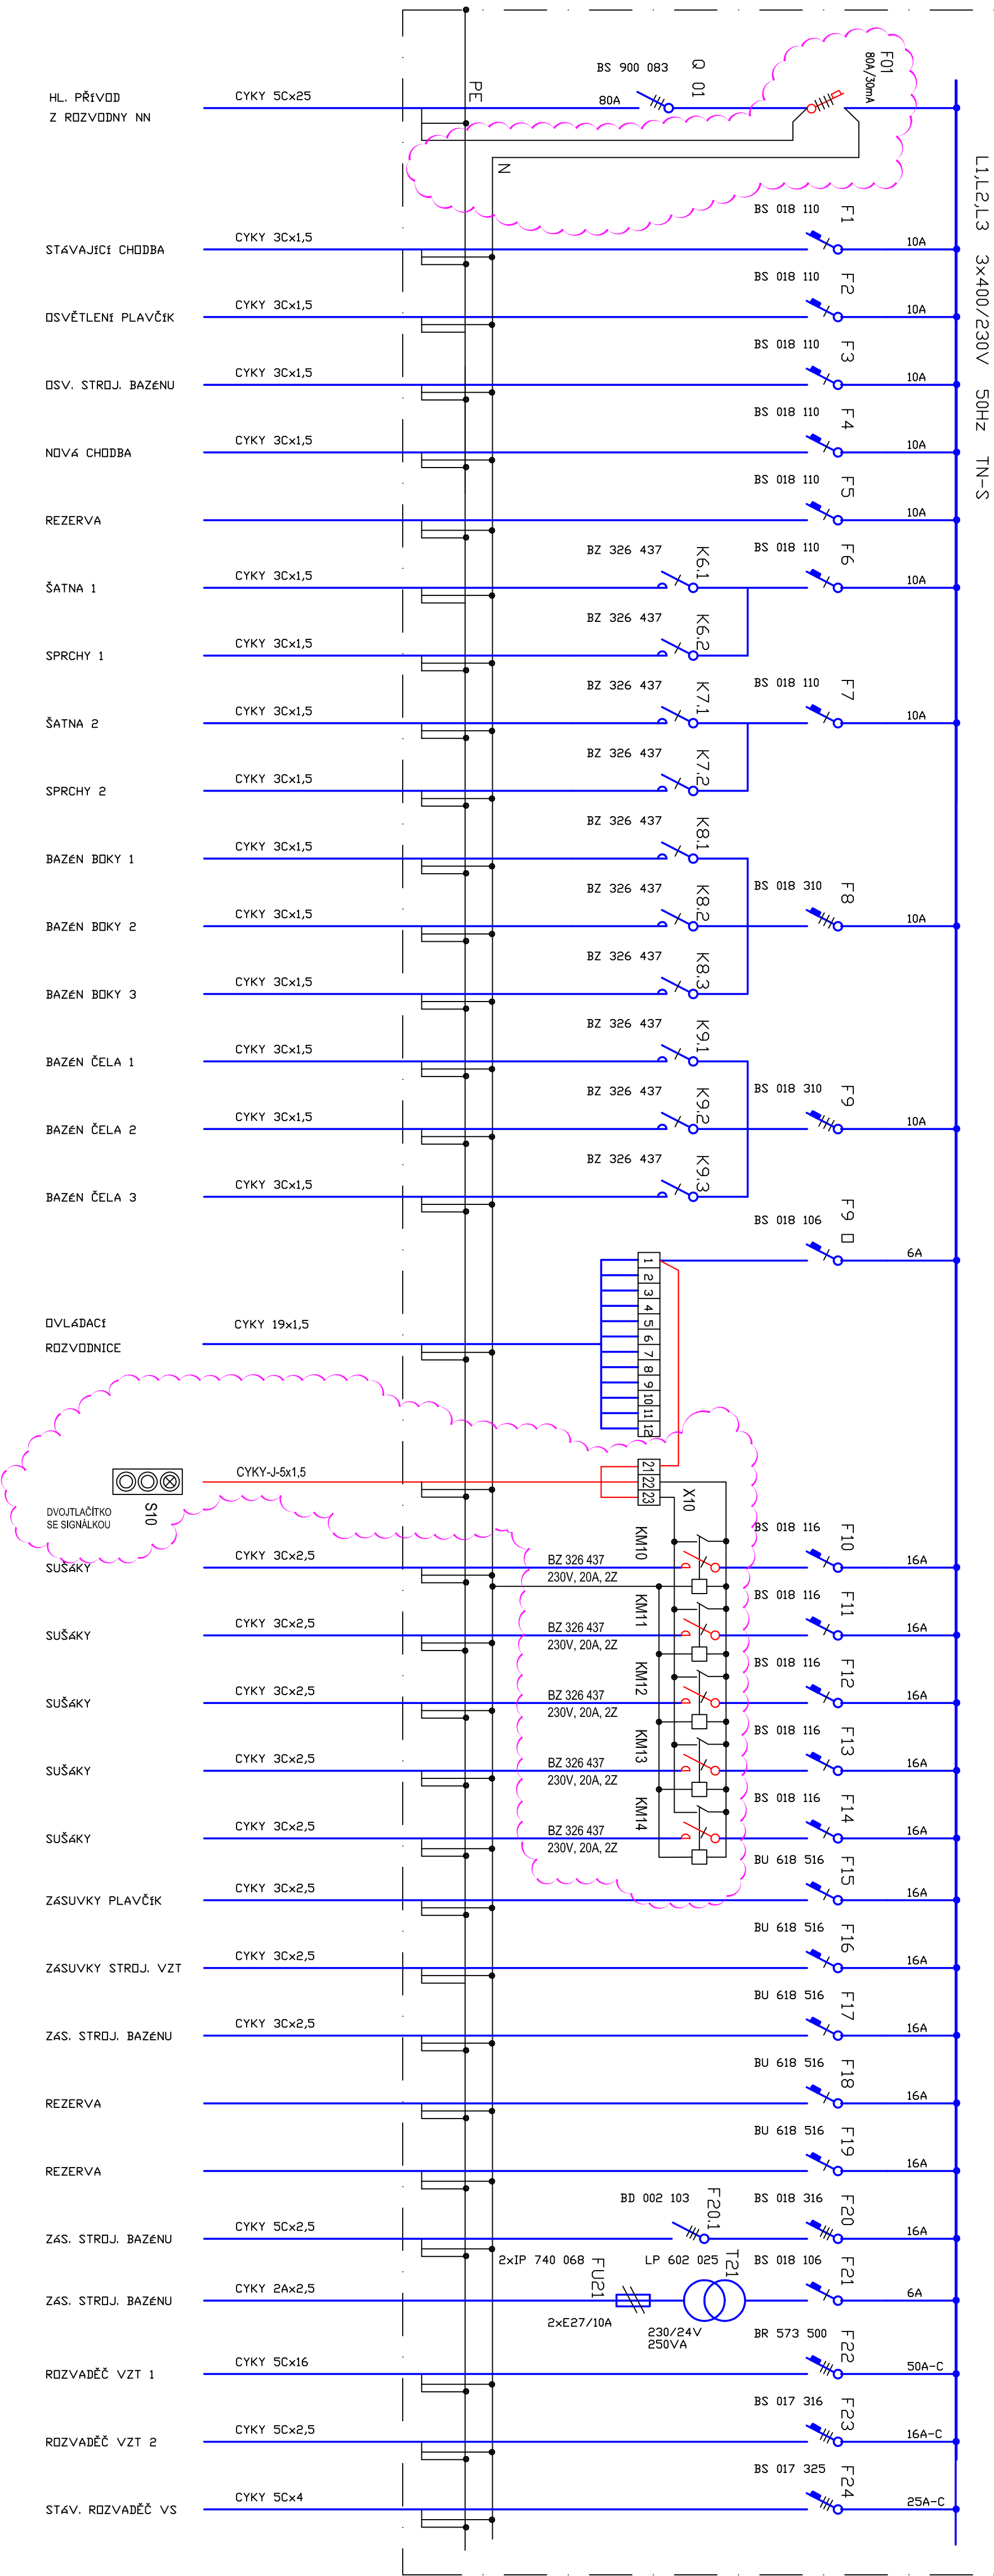 L1,L2,L3 3x400/230V 50Hz TN-S
HL. PŘÍVOD
Z ROZVODNY NN
CYKY 5Cx25
PE
N
BS 900 083
80A
Q 01
F01
80A/30mA
STÁVAJÍCÍ CHODBA
CYKY 3Cx1,5
BS 018 110
F1
10A
OSVĚTLENÍ PLAVČÍK
CYKY 3Cx1,5
BS 018 110
F2
10A
OSV. STROJ. BAZÉNU
CYKY 3Cx1,5
BS 018 110
F3
10A
NOVÁ CHODBA
CYKY 3Cx1,5
BS 018 110
F4
10A
REZERVA
BS 018 110
F5
10A
ŠATNA 1
CYKY 3Cx1,5
BZ 326 437
K6.1
BS 018 110
F6
10A
SPRCHY 1
CYKY 3Cx1,5
BZ 326 437
K6.2
ŠATNA 2
CYKY 3Cx1,5
BZ 326 437
K7.1
BS 018 110
F7
10A
SPRCHY 2
CYKY 3Cx1,5
BZ 326 437
K7.2
BAZÉN BOKY 1
CYKY 3Cx1,5
BZ 326 437
K8.1
BAZÉN BOKY 2
CYKY 3Cx1,5
BZ 326 437
K8.2
BS 018 310
F8
10A
BAZÉN BOKY 3
CYKY 3Cx1,5
BZ 326 437
K8.3
BAZÉN ČELA 1
CYKY 3Cx1,5
BZ 326 437
K9.1
BAZÉN ČELA 2
CYKY 3Cx1,5
BZ 326 437
K9.2
BS 018 310
F9
10A
BAZÉN ČELA 3
CYKY 3Cx1,5
BZ 326 437
K9.3
BS 018 106
F9 O
6A
1
2
3
4
5
6
7
8
9
10
11
12
OVLÁDACÍ
ROZVODNICE
CYKY 19x1,5
CYKY-J-5x1,5
21
22
23
X10
S10
DVOJTLAČÍTKO
SE SIGNÁLKOU
SUŠÁKY
CYKY 3Cx2,5
BZ 326 437
230V, 20A, 2Z
KM10
BS 018 116
F10
16A
SUŠÁKY
CYKY 3Cx2,5
BZ 326 437
230V, 20A, 2Z
KM11
BS 018 116
F11
16A
SUŠÁKY
CYKY 3Cx2,5
BZ 326 437
230V, 20A, 2Z
KM12
BS 018 116
F12
16A
SUŠÁKY
CYKY 3Cx2,5
BZ 326 437
230V, 20A, 2Z
KM13
BS 018 116
F13
16A
SUŠÁKY
CYKY 3Cx2,5
BZ 326 437
230V, 20A, 2Z
KM14
BS 018 116
F14
16A
ZÁSUVKY PLAVČÍK
CYKY 3Cx2,5
BU 618 516
F15
16A
ZÁSUVKY STROJ. VZT
CYKY 3Cx2,5
BU 618 516
F16
16A
ZÁS. STROJ. BAZÉNU
CYKY 3Cx2,5
BU 618 516
F17
16A
REZERVA
BU 618 516
F18
16A
REZERVA
BU 618 516
F19
16A
ZÁS. STROJ. BAZÉNU
CYKY 5Cx2,5
BD 002 103
F20.1
BS 018 316
F20
16A
ZÁS. STROJ. BAZÉNU
CYKY 2Ax2,5
2xIP 740 068
FU21
2xE27/10A
LP 602 025
T21
230/24V
250VA
BS 018 106
F21
6A
ROZVADĚČ VZT 1
CYKY 5Cx16
BR 573 500
F22
50A-C
ROZVADĚČ VZT 2
CYKY 5Cx2,5
BS 017 316
F23
16A-C
STÁV. ROZVADĚČ VS
CYKY 5Cx4
BS 017 325
F24
25A-C